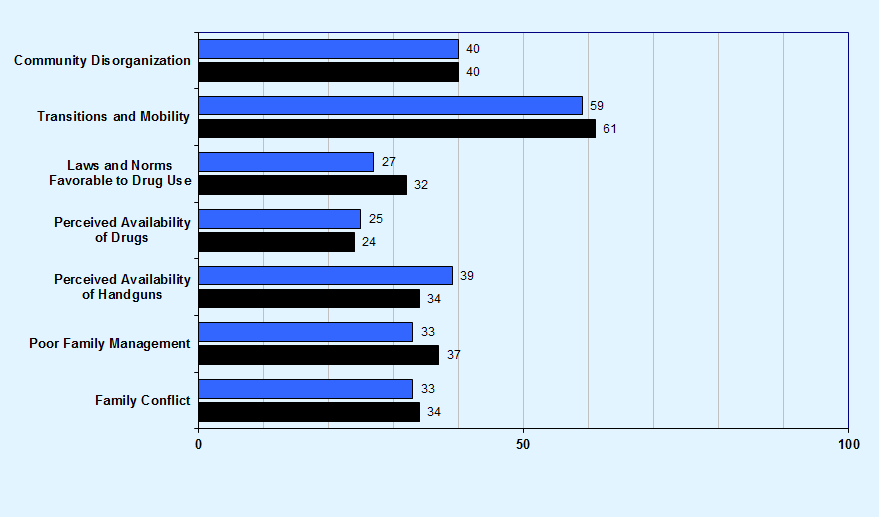 Community Disorganization
40
40
Transitions and Mobility
59
61
Laws and Norms
Favorable to Drug Use
27
32
Perceived Availability
of Drugs
25
24
Perceived Availability
of Handguns
39
34
Poor Family Management
33
37
Family Conflict
33
34
0 50 100